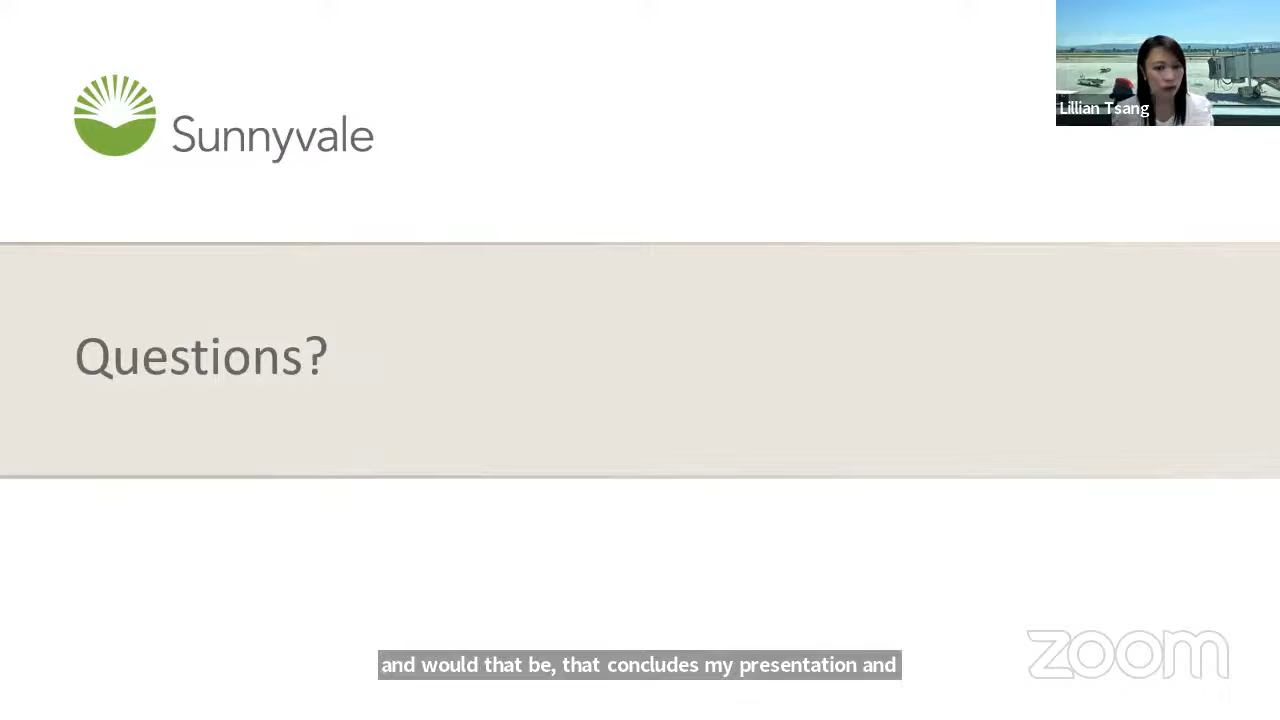 Lillian Tsang
Sunnyvale
Questions?
and would that be, that concludes my presentation and
zoom